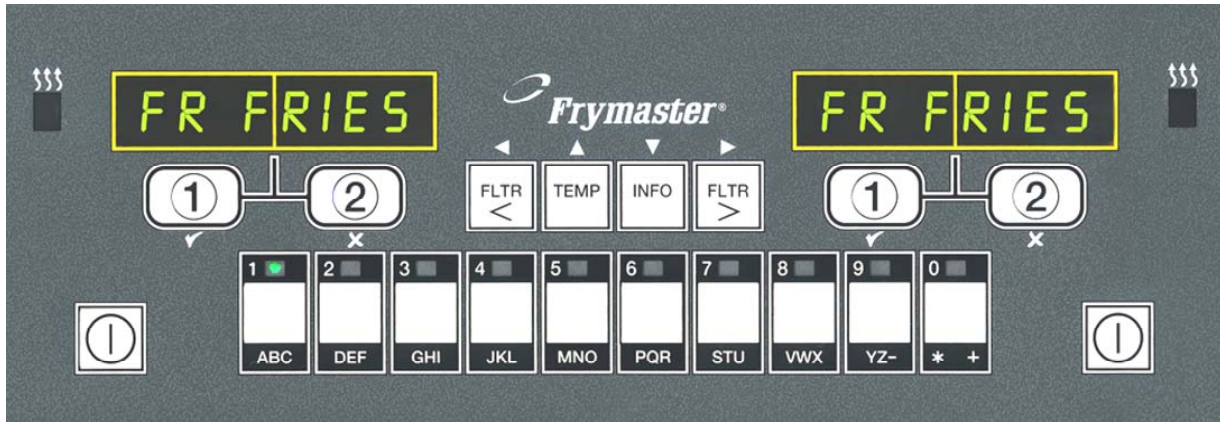 FR FRIES
Frymaster®
FR FRIES
1 2
FLTR <
TEMP
INFO
FLTR >
1 2
1 2 3 4 5 6 7 8 9 0
ABC DEF GHI JKL MNO PQR STU VWX YZ- * +